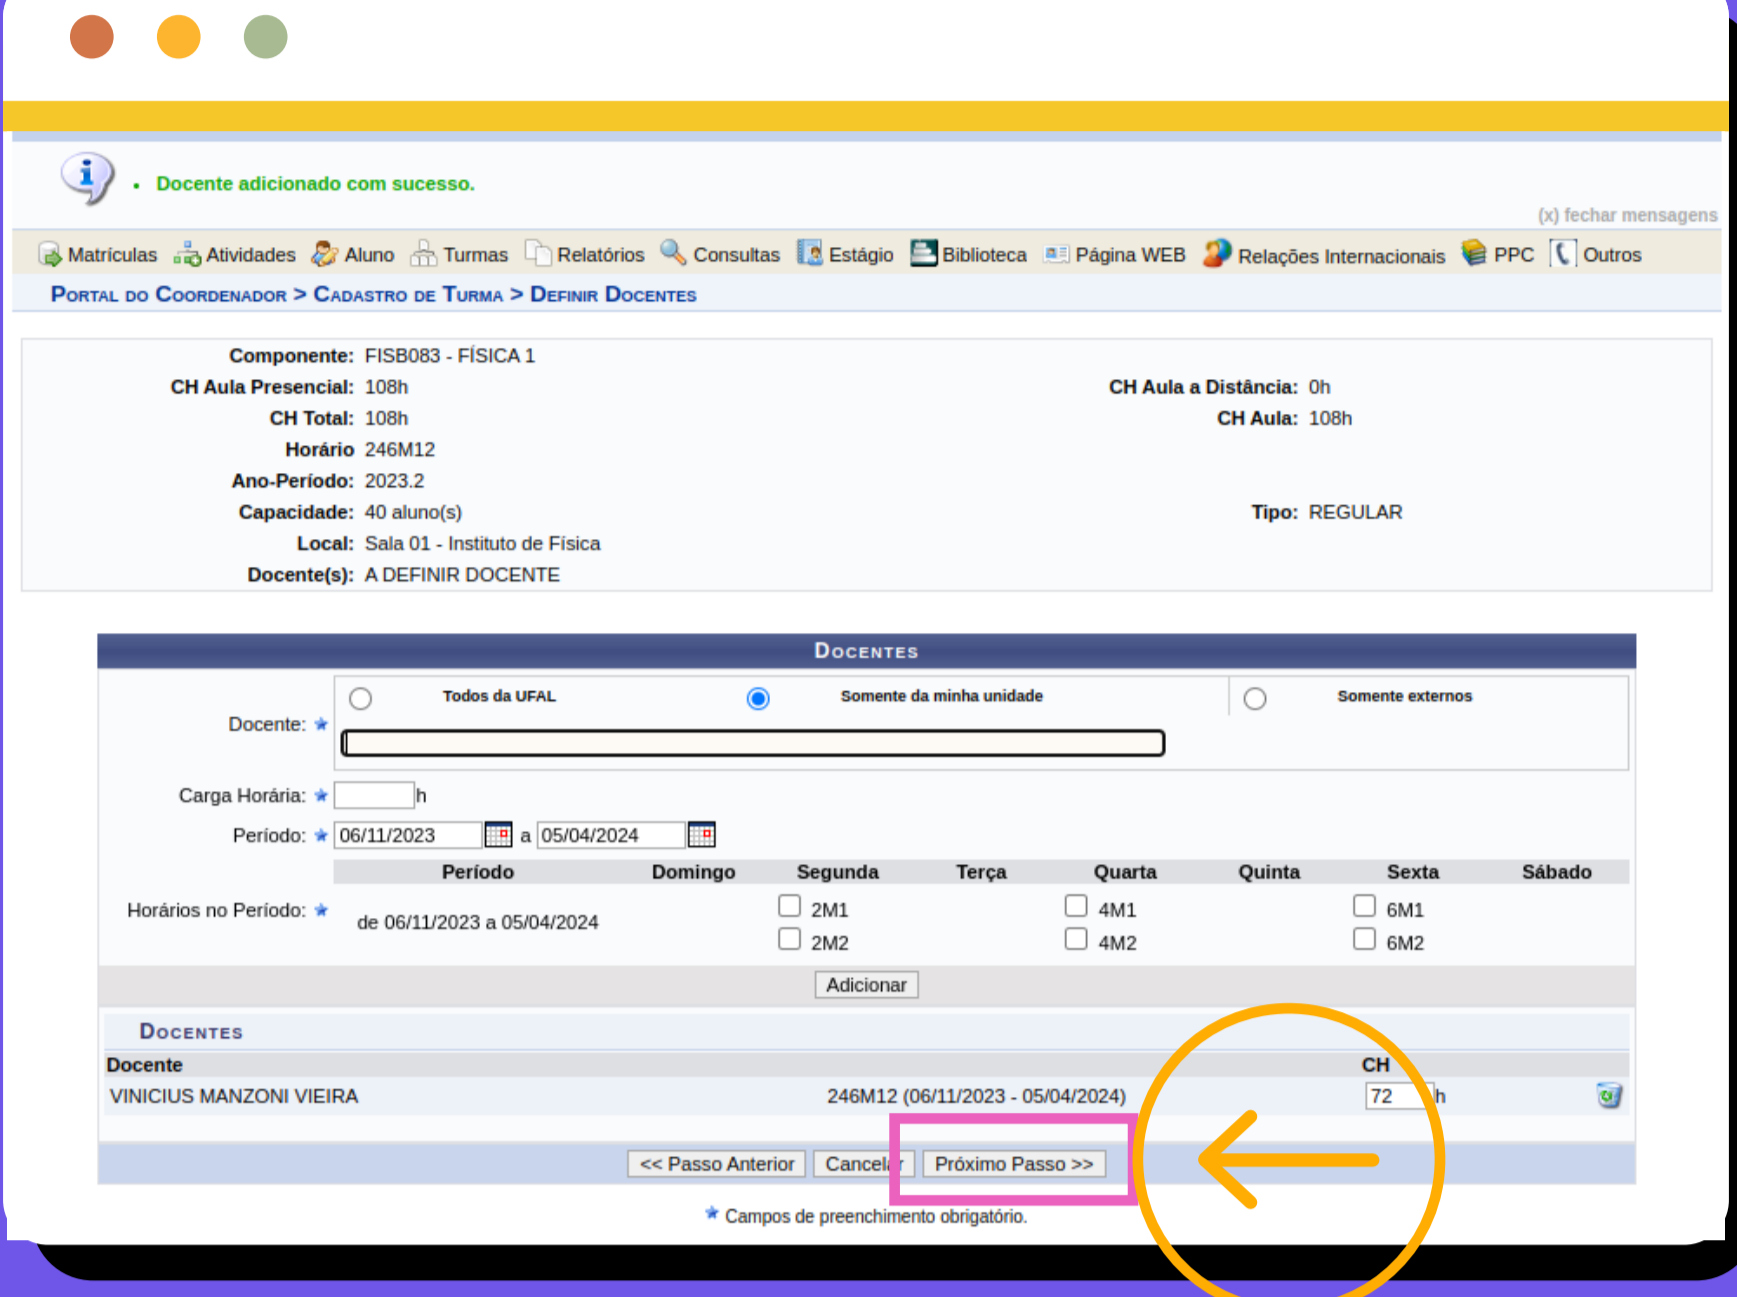 • Docente adicionado com sucesso.
(x) fechar mensagens
Matrículas Atividades Aluno Turmas Relatórios Consultas Estágio Biblioteca Página WEB Relações Internacionais PPC Outros
Portal do Coordenador > Cadastro de Turma > Definir Docentes
Componente: FISB083 - FÍSICA 1
CH Aula Presencial: 108h CH Aula a Distância: 0h
CH Total: 108h CH Aula: 108h
Horário 246M12
Ano-Período: 2023.2
Capacidade: 40 aluno(s) Tipo: REGULAR
Local: Sala 01 - Instituto de Física
Docente(s): A DEFINIR DOCENTE
Docentes
Todos da UFAL Somente da minha unidade Somente externos
Docente:
Carga Horária: h
Período: 06/11/2023 a 05/04/2024
Período Domingo Segunda Terça Quarta Quinta Sexta Sábado
Horários no Período: de 06/11/2023 a 05/04/2024
2M1 4M1 6M1
2M2 4M2 6M2
Adicionar
Docentes
Docente CH
VINICIUS MANZONI VIEIRA 246M12 (06/11/2023 - 05/04/2024) 72 h
<< Passo Anterior Cancelar Próximo Passo >>
Campos de preenchimento obrigatório.